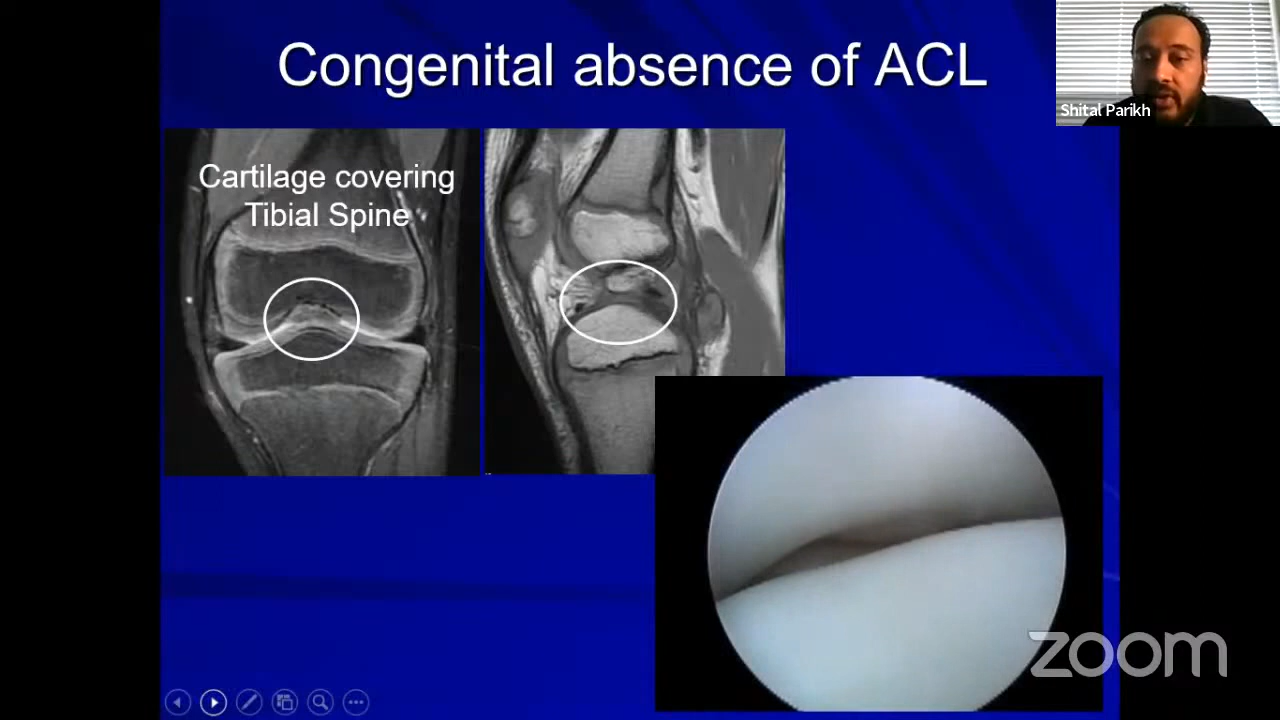 Congenital absence of ACL
Shital Parikh
Cartilage covering
Tibial Spine
zoom